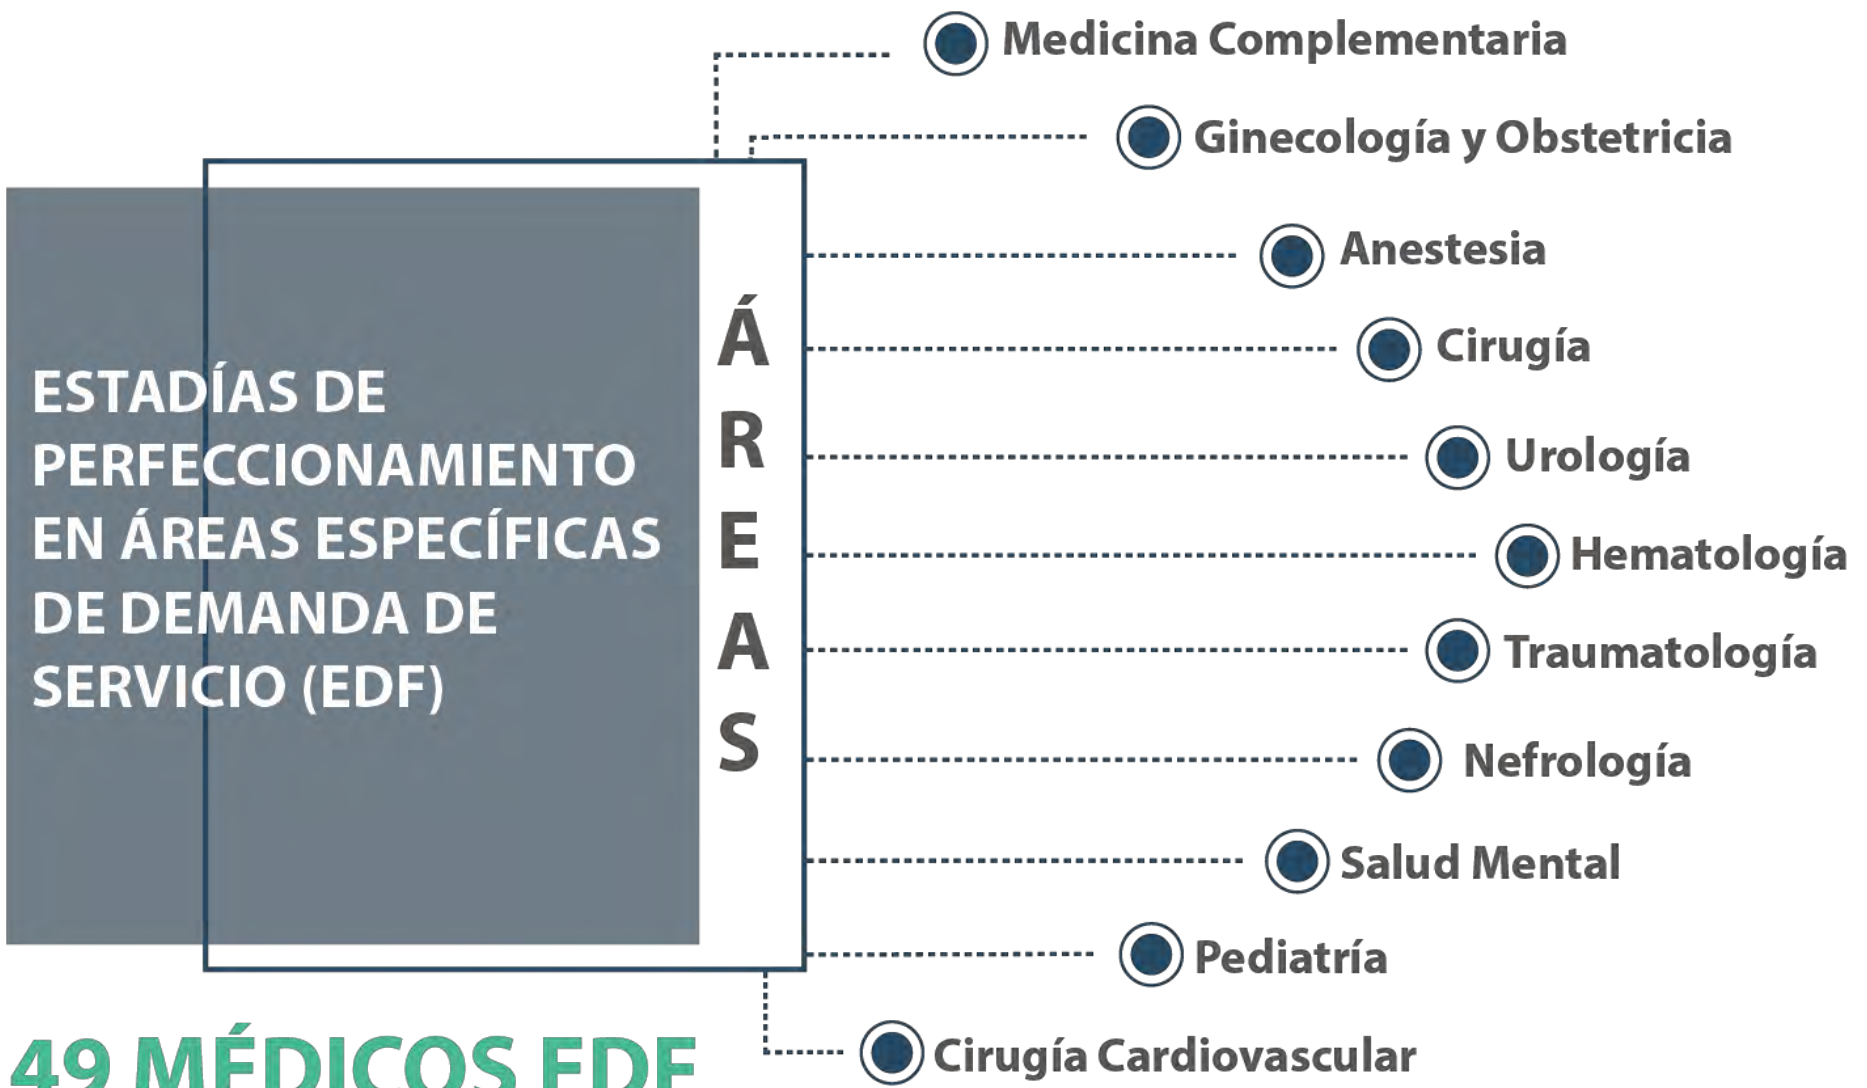 ESTADÍAS DE
PERFECCIONAMIENTO
EN ÁREAS ESPECÍFICAS
DE DEMANDA DE
SERVICIO (EDF)
ÁREAS
Medicina Complementaria
Ginecología y Obstetricia
Anestesia
Cirugía
Urología
Hematología
Traumatología
Nefrología
Salud Mental
Pediatría
Cirugía Cardiovascular
49 MÉDICOS EDF